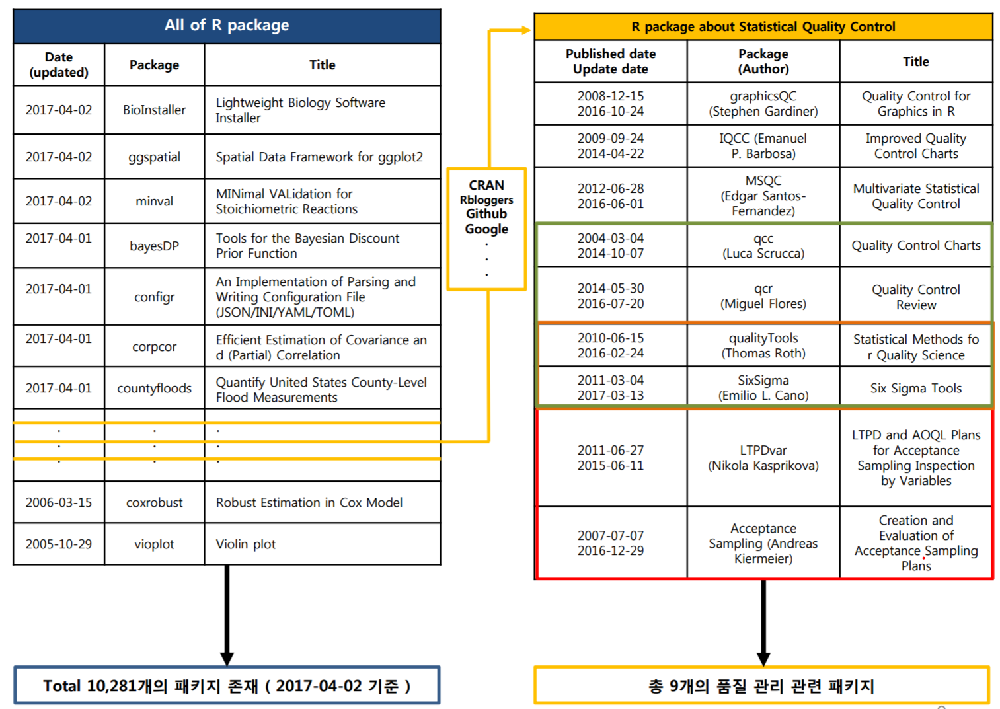 All of R package
Date
(updated)
Package
Title
2017-04-02
BioInstaller
Lightweight Biology Software
Installer
2017-04-02
ggspatial
Spatial Data Framework for ggplot2
2017-04-02
minval
MINimal VALidation for
Stoichiometric Reactions
2017-04-01
bayesDP
Tools for the Bayesian Discount
Prior Function
2017-04-01
configr
An Implementation of Parsing and
Writing Configuration File
(JSON/INI/YAML/TOML)
2017-04-01
corpcor
Efficient Estimation of Covariance an
d (Partial) Correlation
2017-04-01
countyfloods
Quantify United States County-Level
Flood Measurements
2006-03-15
coxrobust
Robust Estimation in Cox Model
2005-10-29
vioplot
Violin plot
Total 10,281개의 패키지 존재 ( 2017-04-02 기준 )
CRAN
Rbloggers
Github
Google
R package about Statistical Quality Control
Published date
Update date
Package
(Author)
Title
2008-12-15
2016-10-24
graphicsQC
(Stephen Gardiner)
Quality Control for
Graphics in R
2009-09-24
2014-04-22
IQCC (Emanuel
P. Barbosa)
Improved Quality
Control Charts
2012-06-28
2016-06-01
MSQC
(Edgar Santos-
Fernandez)
Multivariate Statistical
Quality Control
2004-03-04
2014-10-07
qcc
(Luca Scrucca)
Quality Control Charts
2014-05-30
2016-07-20
qcr
(Miguel Flores)
Quality Control
Review
2010-06-15
2016-02-24
qualityTools
(Thomas Roth)
Statistical Methods fo
r Quality Science
2011-03-04
2017-03-13
SixSigma
(Emilio L. Cano)
Six Sigma Tools
2011-06-27
2015-06-11
LTPDvar
(Nikola Kasprikova)
LTPD and AOQL Plans
for Acceptance
Sampling Inspection
by Variables
2007-07-07
2016-12-29
Acceptance
Sampling (Andreas
Kiermeier)
Creation and
Evaluation of
Acceptance Sampling
Plans
총 9개의 품질 관리 관련 패키지